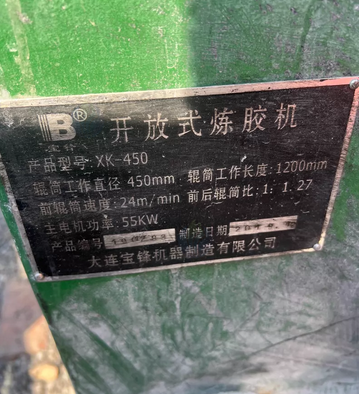 B®
宝锋
开放式炼胶机
产品型号: XK-450
辊筒工作直径 450mm 辊筒工作长度: 1200mm
前辊筒速度: 24m/min 前后辊筒比: 1: 1.27
主电机功率: 55KW
产品编号 制造日期
大连宝锋机器制造有限公司